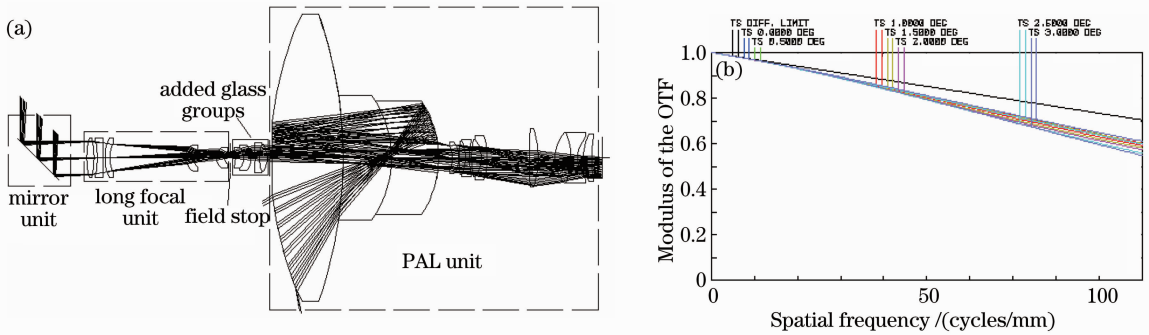 (a)
added glass
groups
mirror
unit
long focal
unit
field stop
PAL unit
(b)
TS DIFF. LIMIT
TS 0.0000 DEG
TS 0.5000 DEG
TS 1.0000 DEG
TS 1.5000 DEG
TS 2.0000 DEG
TS 2.5000 DEG
TS 3.0000 DEG
Modulus of the OTF
1.0
0.8
0.6
0.4
0.2
0
0
50
100
Spatial frequency /(cycles/mm)